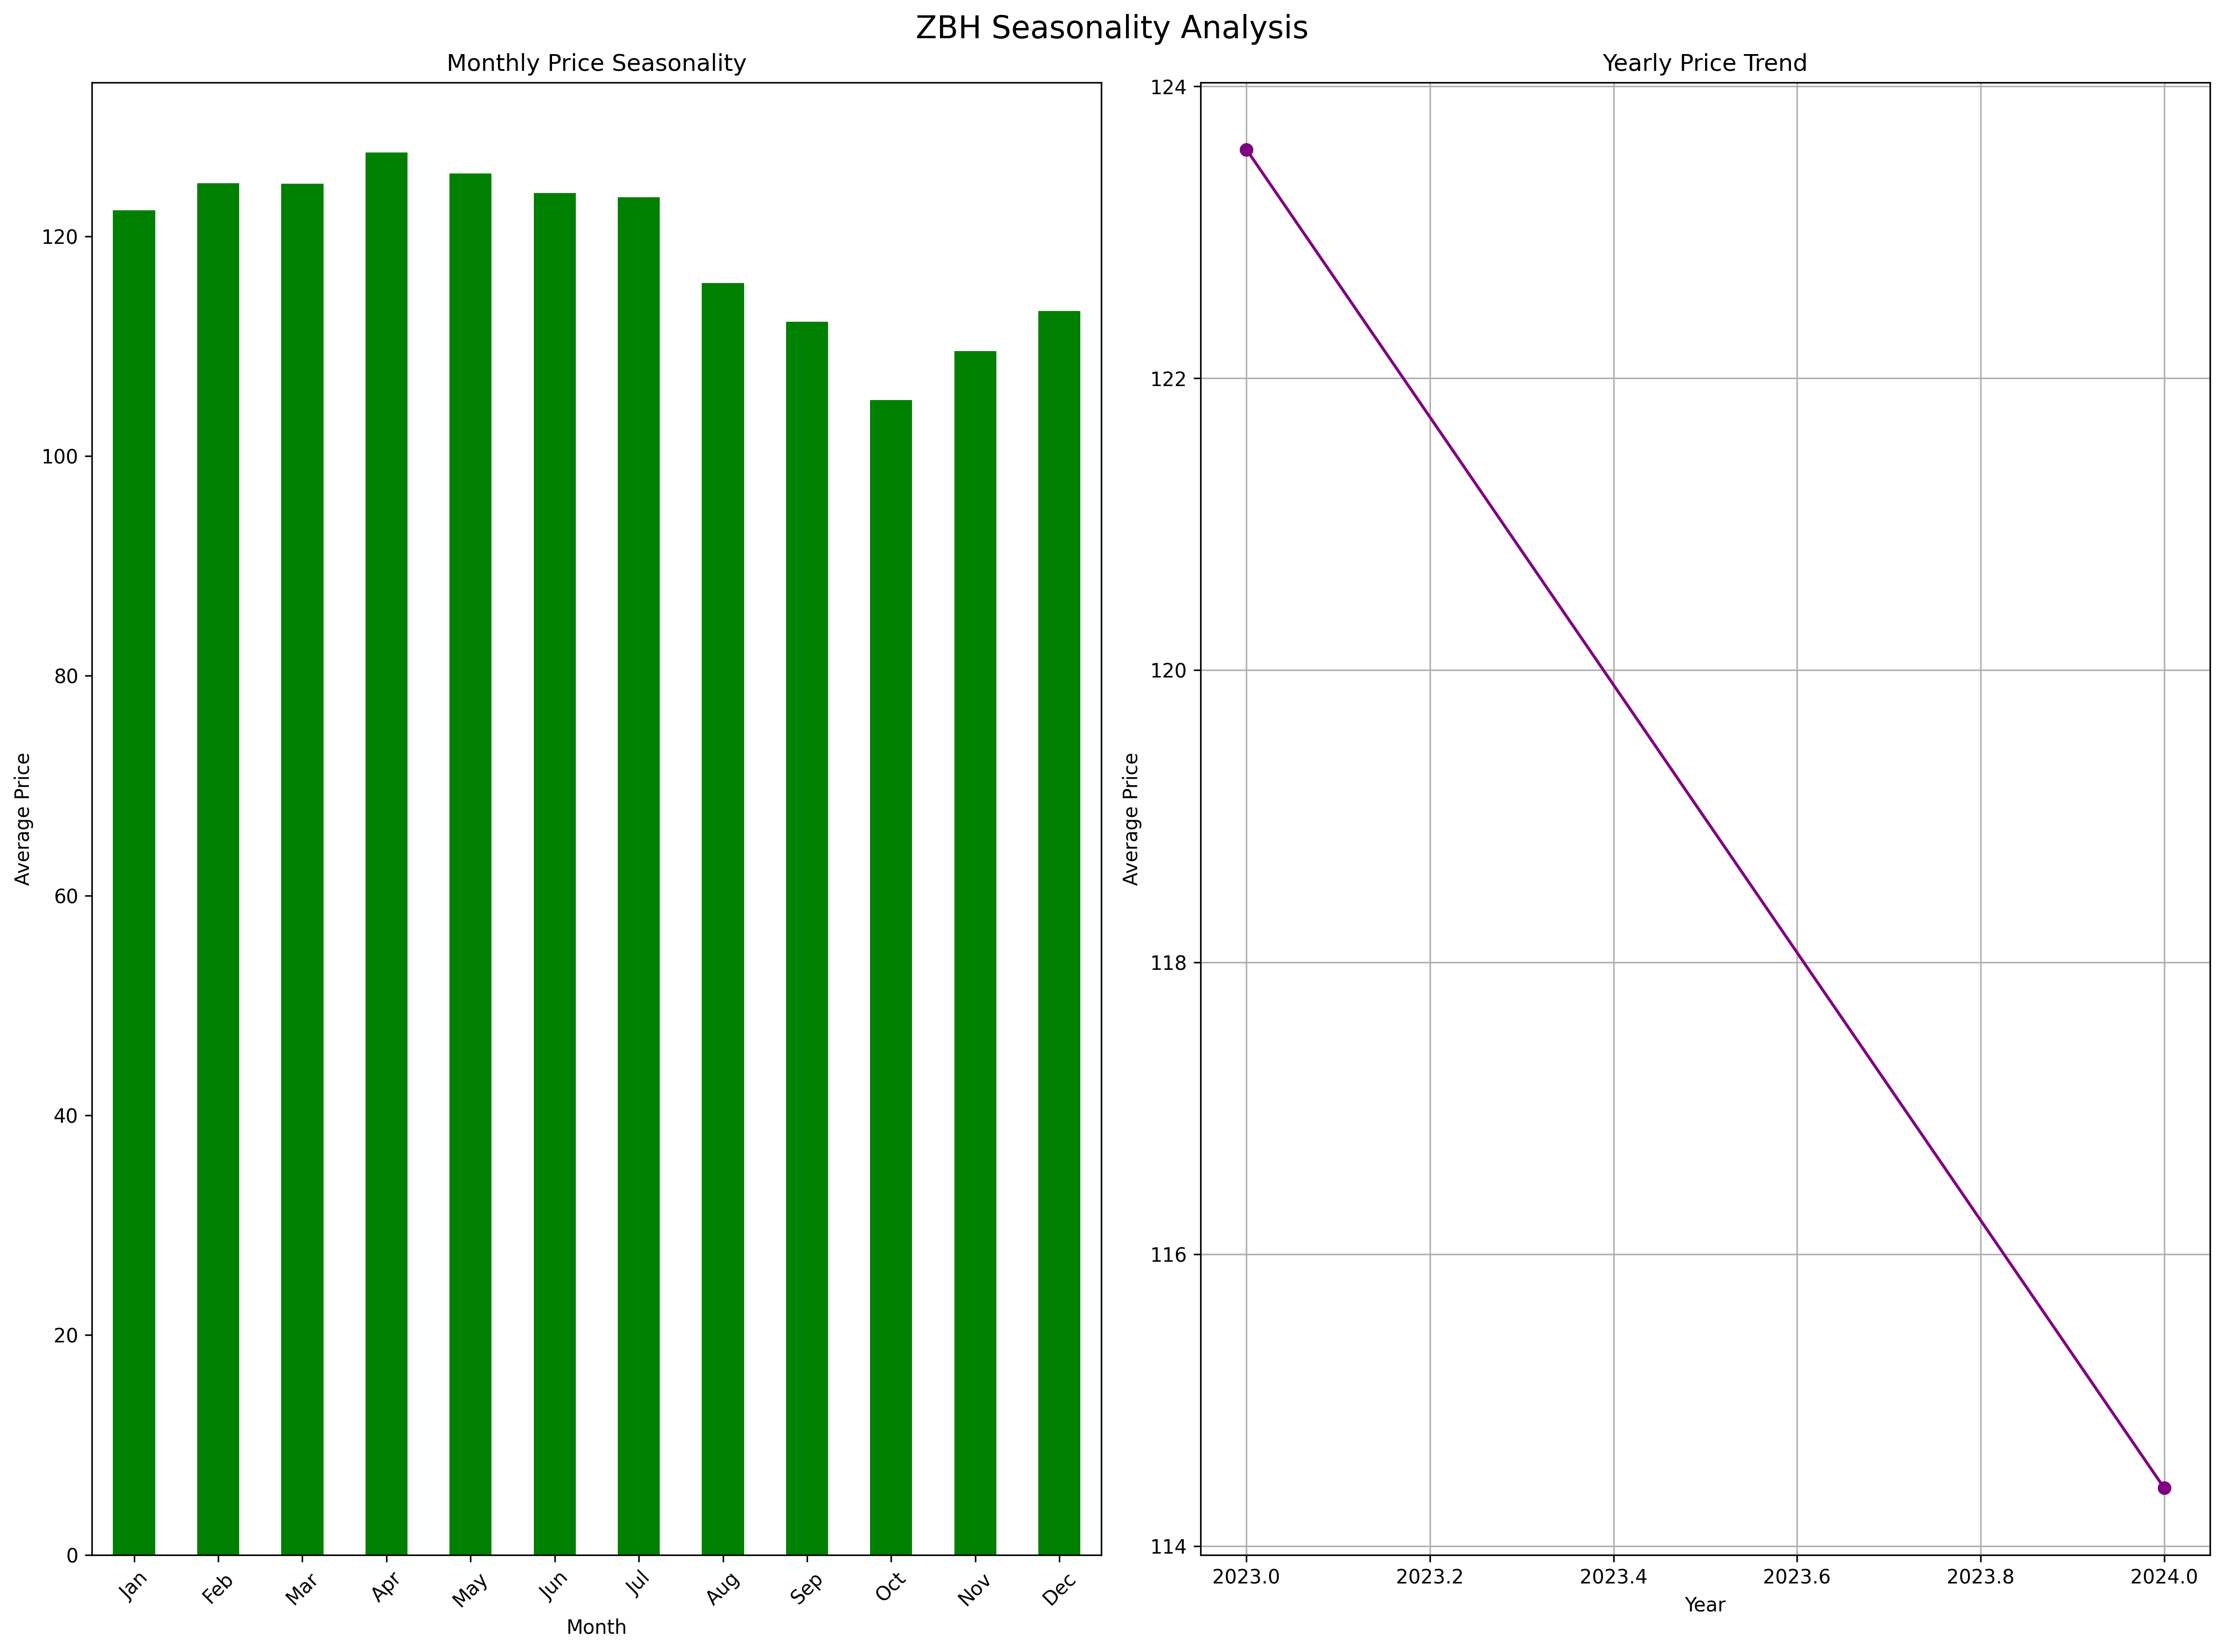 ZBH Seasonality Analysis
Monthly Price Seasonality
Average Price
120
100
80
60
40
20
0
Jan Feb Mar Apr May Jun Jul Aug Sep Oct Nov Dec
Month
Yearly Price Trend
Average Price
124
122
120
118
116
114
2023.0 2023.2 2023.4 2023.6 2023.8 2024.0
Year